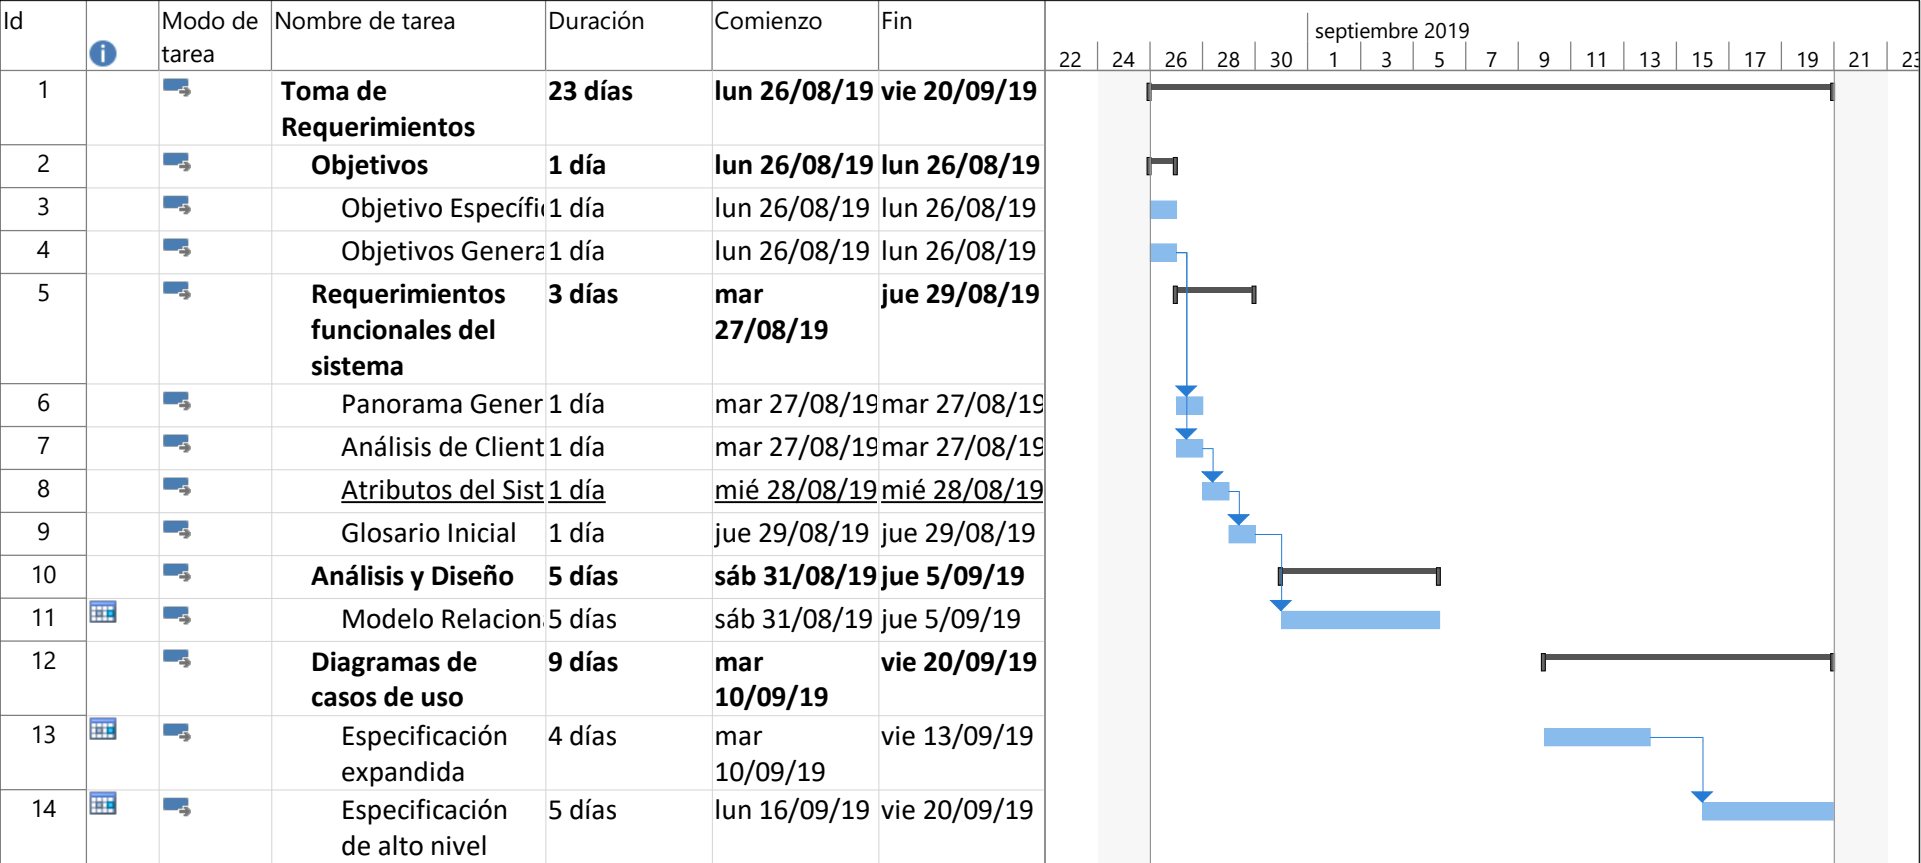 Id Modo de tarea Nombre de tarea Duración Comienzo Fin
septiembre 2019
22 24 26 28 30 1 3 5 7 9 11 13 15 17 19 21 23
1 Toma de Requerimientos 23 días lun 26/08/19 vie 20/09/19
2 Objetivos 1 día lun 26/08/19 lun 26/08/19
3 Objetivo Específi 1 día lun 26/08/19 lun 26/08/19
4 Objetivos Genera 1 día lun 26/08/19 lun 26/08/19
5 Requerimientos funcionales del sistema 3 días mar 27/08/19 jue 29/08/19
6 Panorama Gener 1 día mar 27/08/19 mar 27/08/19
7 Análisis de Client 1 día mar 27/08/19 mar 27/08/19
8 Atributos del Sist 1 día mié 28/08/19 mié 28/08/19
9 Glosario Inicial 1 día jue 29/08/19 jue 29/08/19
10 Análisis y Diseño 5 días sáb 31/08/19 jue 5/09/19
11 Modelo Relacion 5 días sáb 31/08/19 jue 5/09/19
12 Diagramas de casos de uso 9 días mar 10/09/19 vie 20/09/19
13 Especificación expandida 4 días mar 10/09/19 vie 13/09/19
14 Especificación de alto nivel 5 días lun 16/09/19 vie 20/09/19